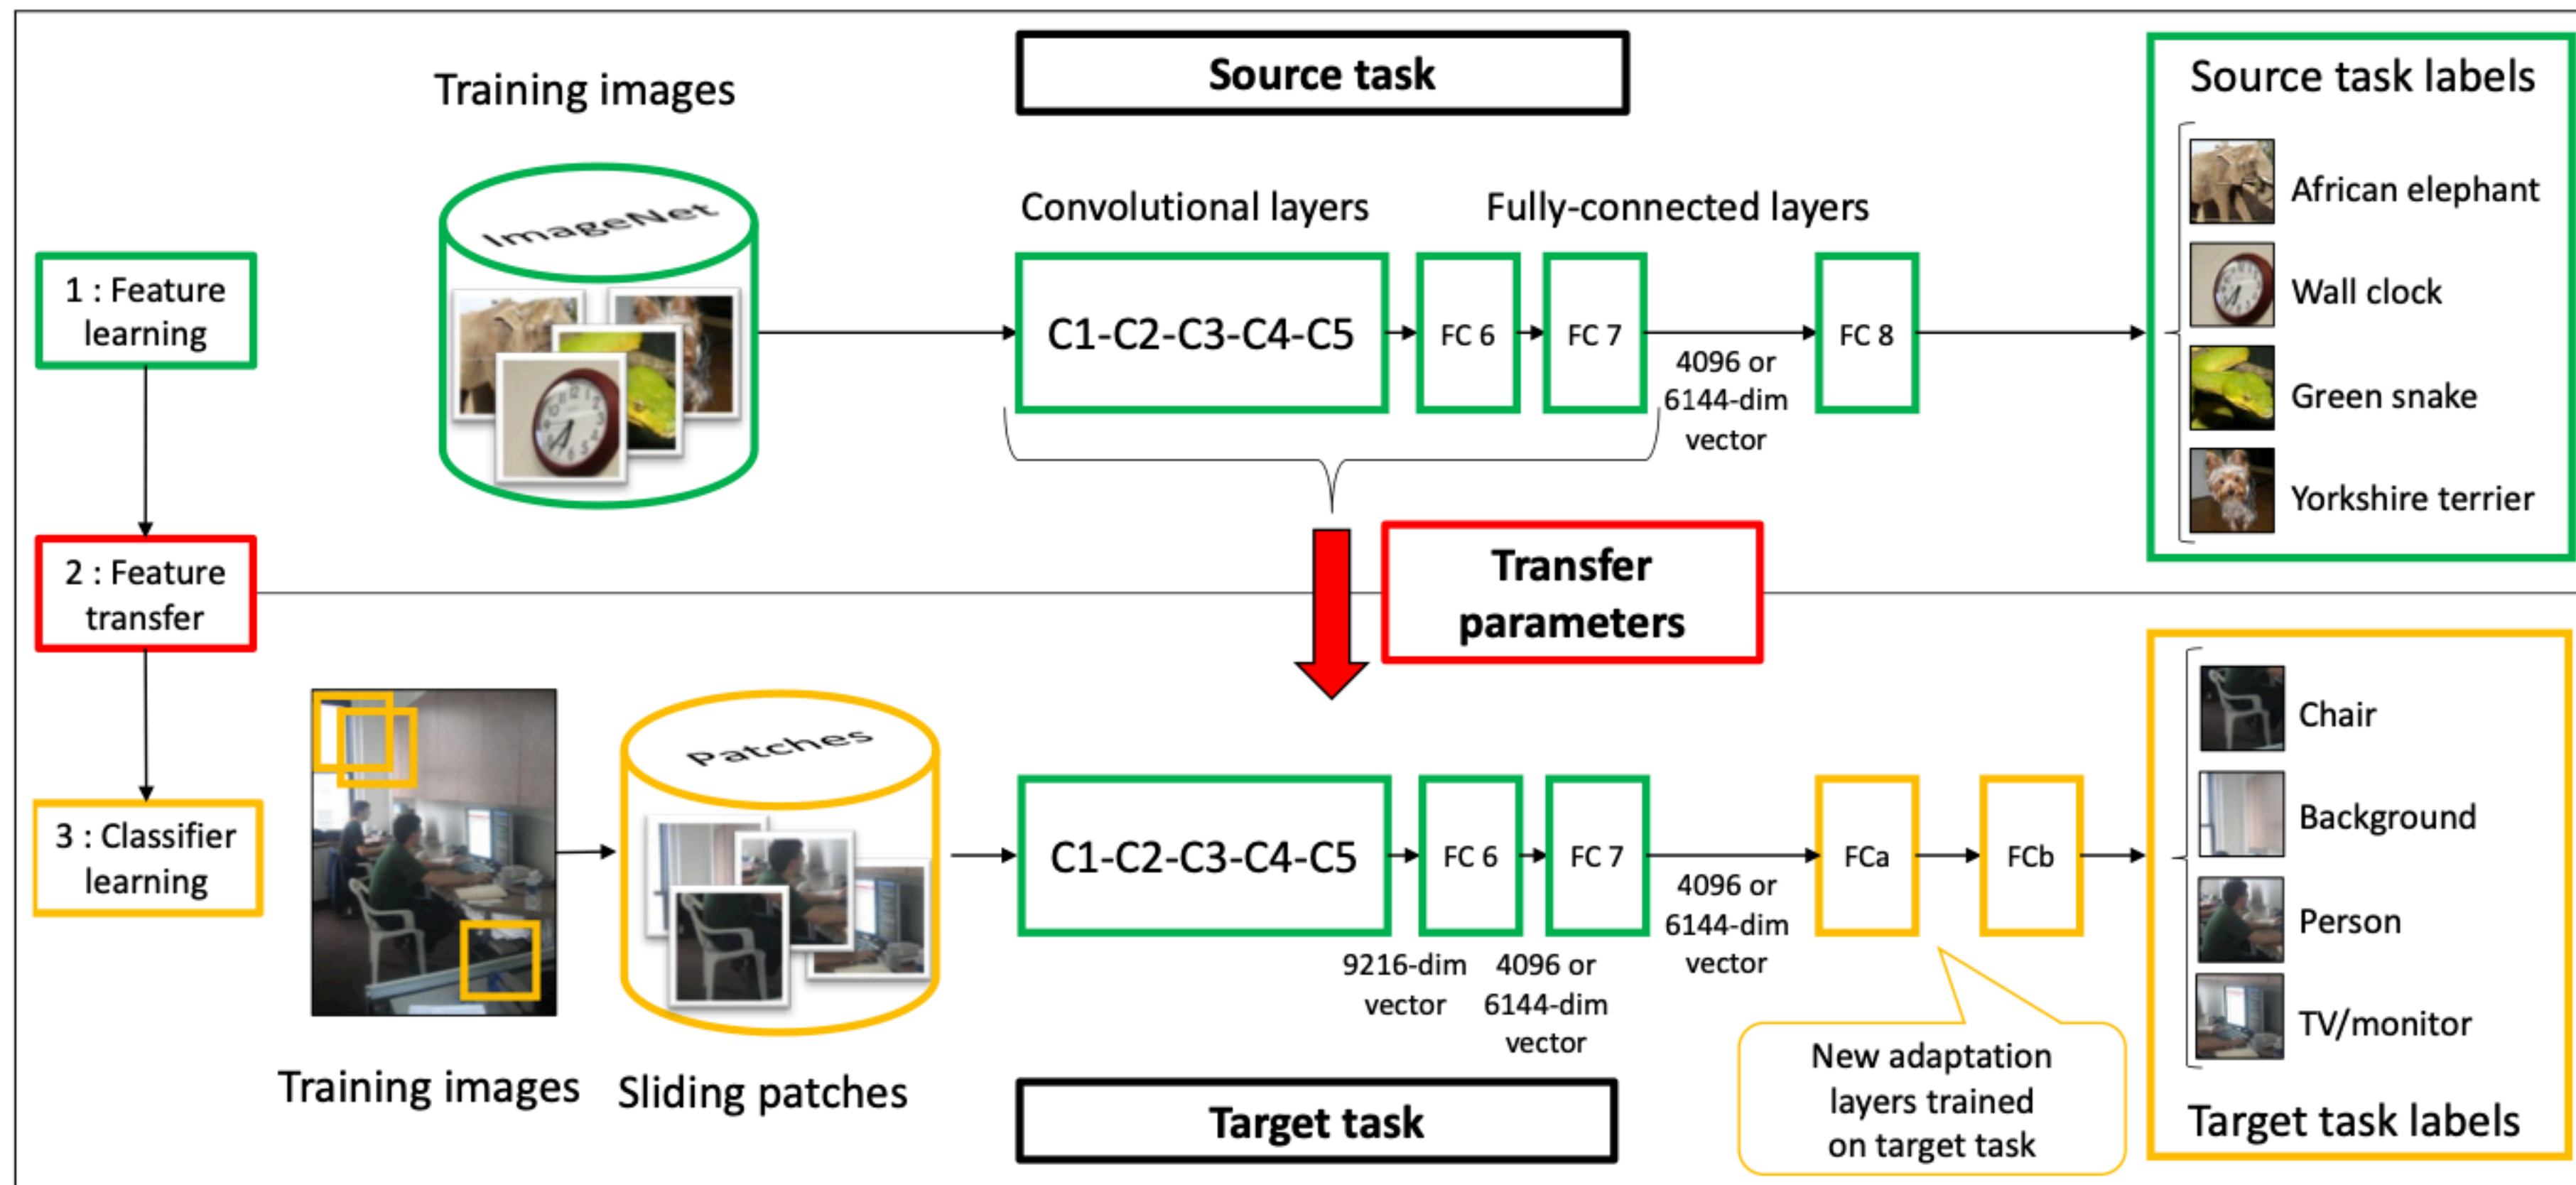 Source task
Training images
Source task labels
ImageNet
African elephant
Convolutional layers
Fully-connected layers
Wall clock
1 : Feature
learning
C1-C2-C3-C4-C5
FC 6
FC 7
FC 8
4096 or
6144-dim
vector
Green snake
Yorkshire terrier
2 : Feature
transfer
Transfer
parameters
Patches
Chair
Background
3 : Classifier
learning
C1-C2-C3-C4-C5
FC 6
FC 7
FCa
FCb
4096 or
6144-dim
vector
9216-dim
vector
4096 or
6144-dim
vector
Person
TV/monitor
New adaptation
layers trained
on target task
Training images
Sliding patches
Target task
Target task labels